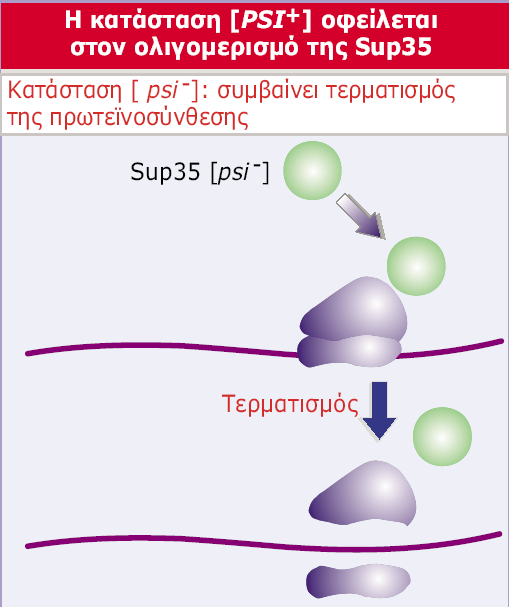 Η κατάσταση [PSI+] οφείλεται
στον ολιγομερισμό της Sup35
Κατάσταση [ psi -]: συμβαίνει τερματισμός
της πρωτεϊνοσύνθεσης
Sup35 [psi -]
Τερματισμός